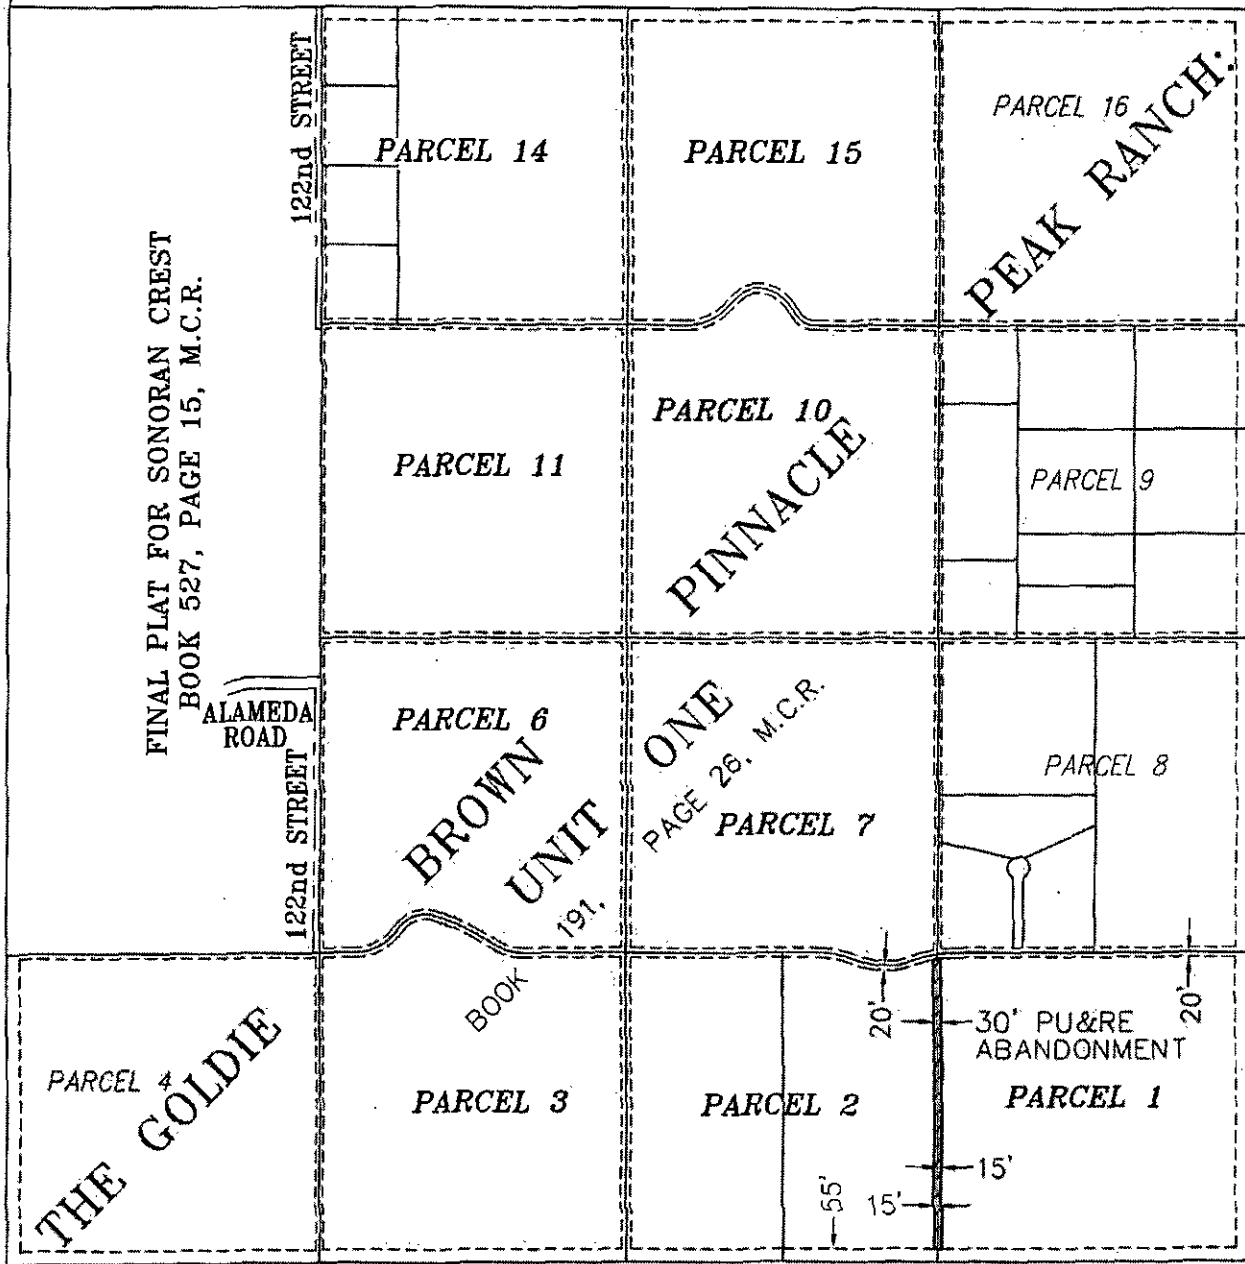 122nd STREET
PARCEL 14
PARCEL 15
PARCEL 16
FINAL PLAT FOR SONORAN CREST
BOOK 527, PAGE 15, M.C.R.
PARCEL 11
PARCEL 10
PARCEL 9
ALAMEDA
ROAD
122nd STREET
PARCEL 6
PARCEL 7
PARCEL 8
THE GOLDIE BROWN PINNACLE PEAK RANCH:
UNIT ONE
BOOK 191, PAGE 26, M.C.R.
PARCEL 4
PARCEL 3
PARCEL 2
PARCEL 1
20'
20'
30' PU&RE
ABANDONMENT
15'
15'
55'